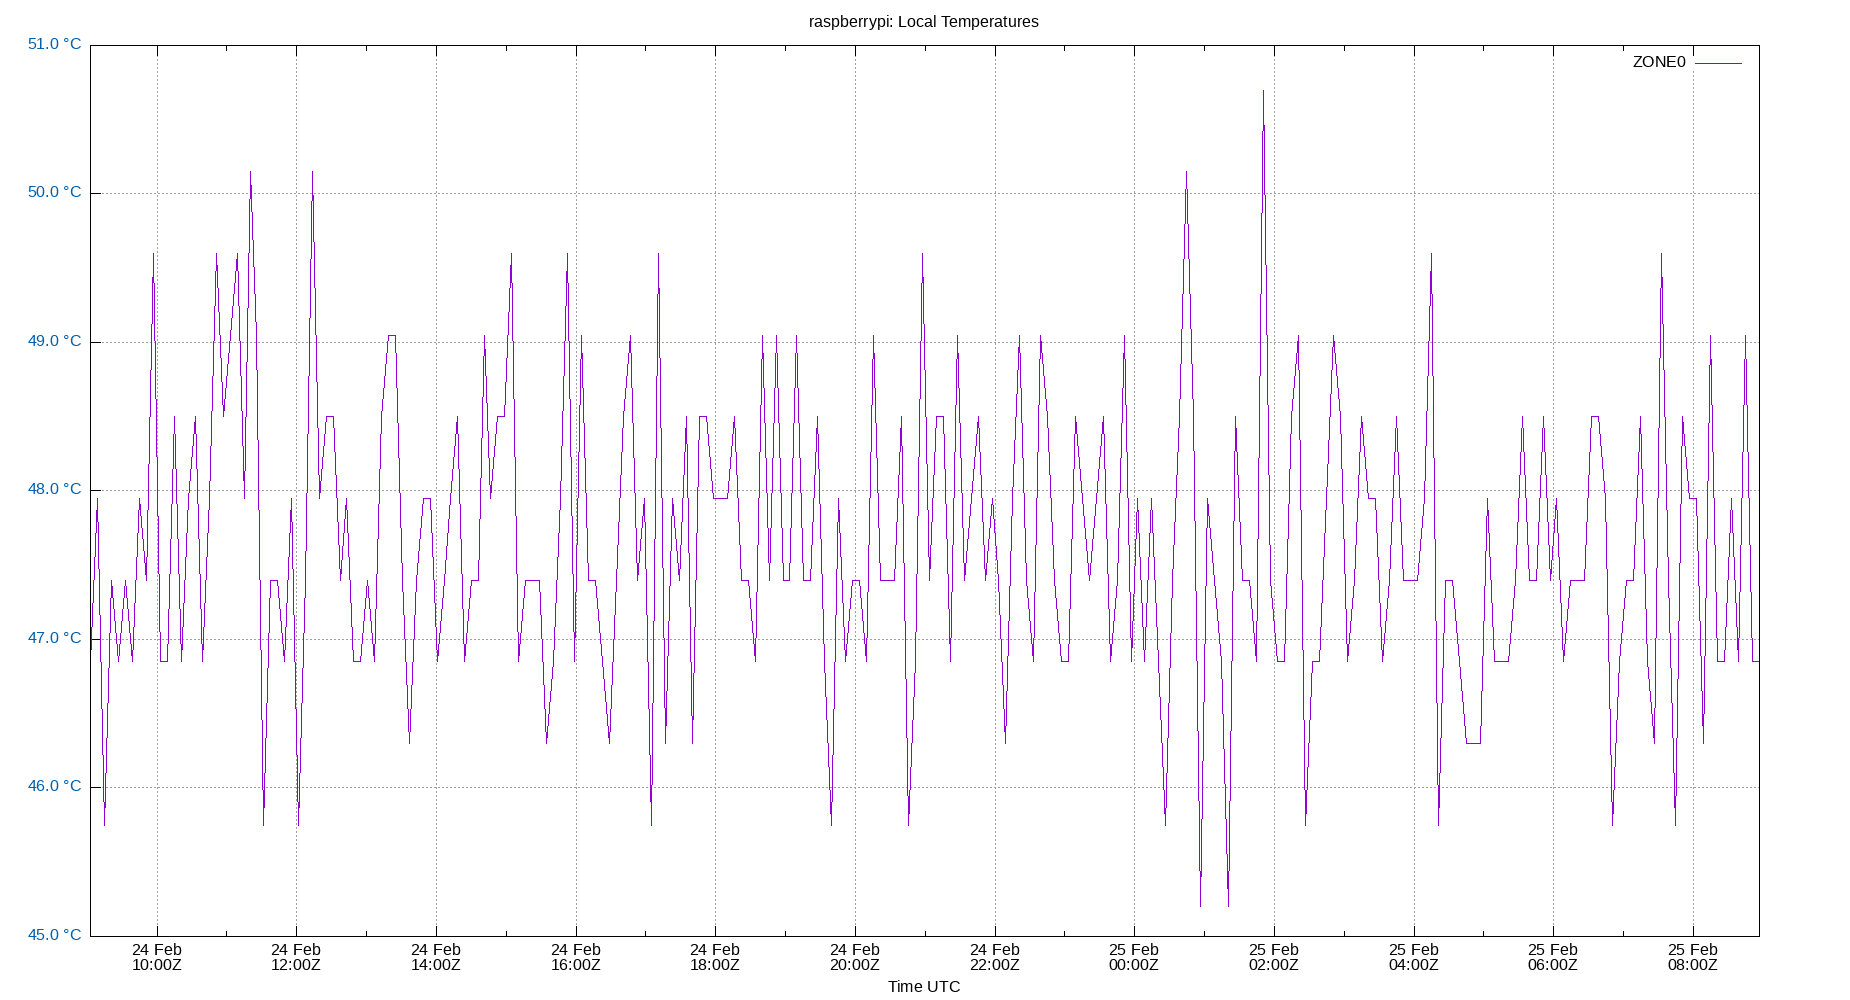 raspberrypi: Local Temperatures
51.0 °C
ZONE0
50.0 °C
49.0 °C
48.0 °C
47.0 °C
46.0 °C
45.0 °C
24 Feb 24 Feb 24 Feb 24 Feb 24 Feb 24 Feb 24 Feb 25 Feb 25 Feb 25 Feb 25 Feb 25 Feb
10:00Z 12:00Z 14:00Z 16:00Z 18:00Z 20:00Z 22:00Z 00:00Z 02:00Z 04:00Z 06:00Z 08:00Z
Time UTC